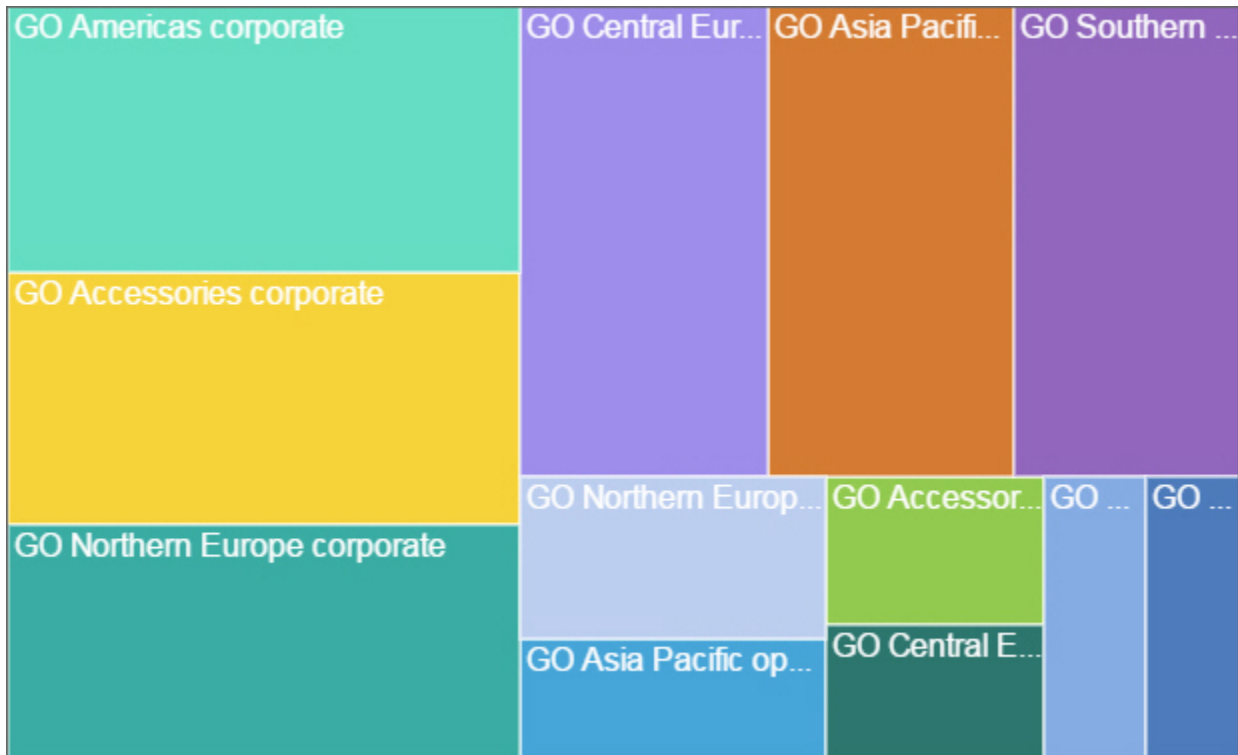 GO Americas corporate
GO Central Eur...
GO Asia Pacifi...
GO Southern ...
GO Accessories corporate
GO Northern Europe corporate
GO Northern Europ...
GO Accessor...
GO ...
GO ...
GO Asia Pacific op...
GO Central E...